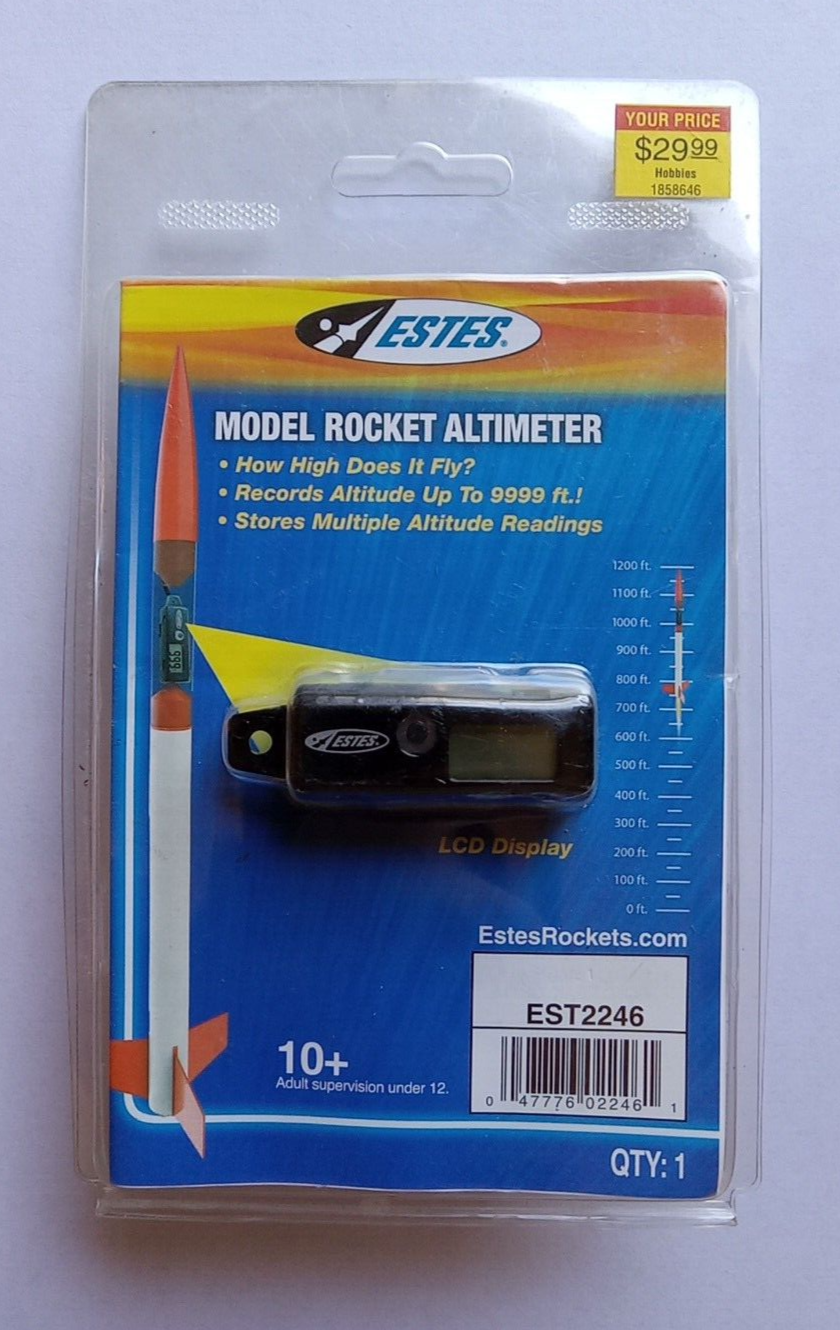 YOUR PRICE
$29.99
Hobbies
1858646
ESTES®
MODEL ROCKET ALTIMETER
• How High Does It Fly?
• Records Altitude Up To 9999 ft.!
• Stores Multiple Altitude Readings
1200 ft.
1100 ft.
1000 ft.
900 ft.
800 ft.
700 ft.
600 ft.
500 ft.
400 ft.
300 ft.
200 ft.
100 ft.
0 ft.
ESTES
LCD Display
EstesRockets.com
EST2246
0 47776 02246 1
10+
Adult supervision under 12.
QTY: 1